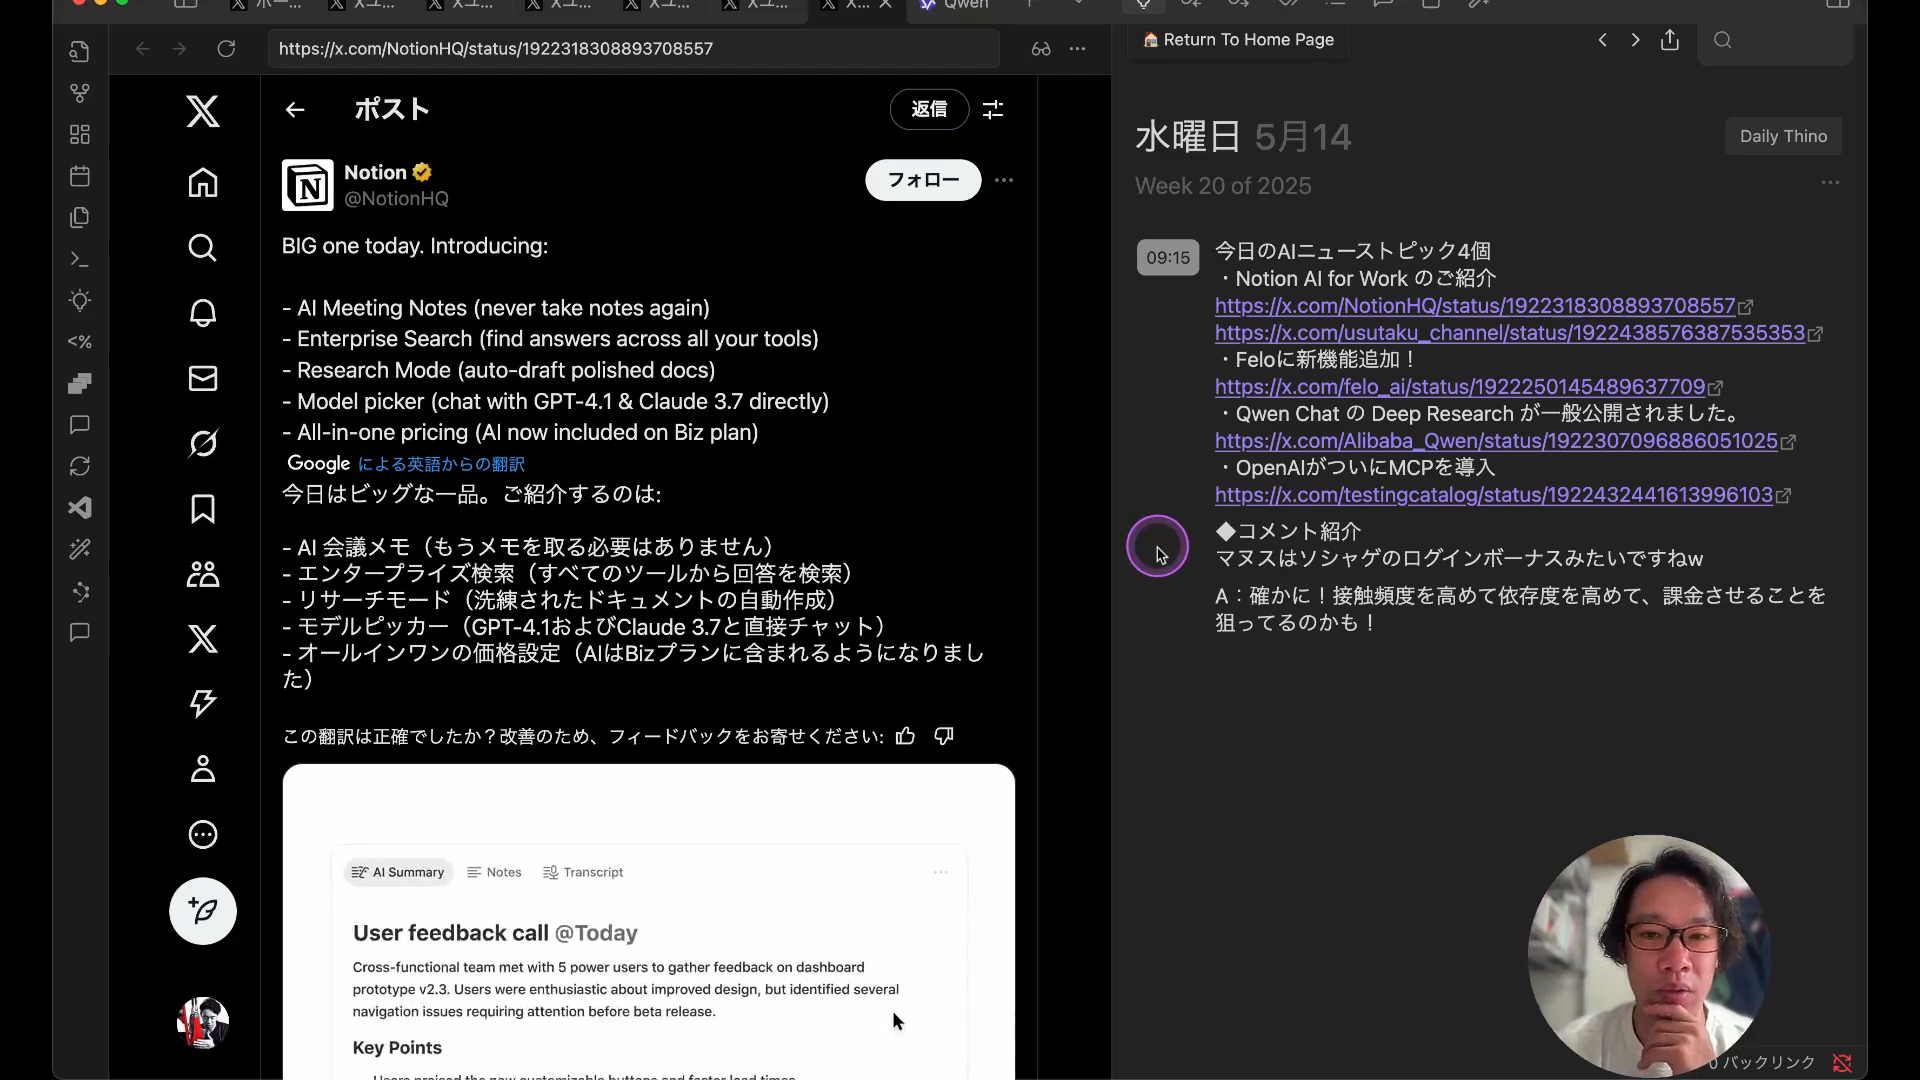 Qwen
https://x.com/NotionHQ/status/1922318308893708557
ポスト
返信
Notion
@NotionHQ
フォロー
BIG one today. Introducing:
- AI Meeting Notes (never take notes again)
- Enterprise Search (find answers across all your tools)
- Research Mode (auto-draft polished docs)
- Model picker (chat with GPT-4.1 & Claude 3.7 directly)
- All-in-one pricing (AI now included on Biz plan)
Google による英語からの翻訳
今日はビッグな一品。ご紹介するのは:
- AI 会議メモ（もうメモを取る必要はありません）
- エンタープライズ検索（すべてのツールから回答を検索）
- リサーチモード（洗練されたドキュメントの自動作成）
- モデルピッカー（GPT-4.1およびClaude 3.7と直接チャット）
- オールインワンの価格設定（AIはBizプランに含まれるようになりまし
た）
この翻訳は正確でしたか？改善のため、フィードバックをお寄せください:
AI Summary
Notes
Transcript
User feedback call @Today
Cross-functional team met with 5 power users to gather feedback on dashboard
prototype v2.3. Users were enthusiastic about improved design, but identified several
navigation issues requiring attention before beta release.
Key Points
Return To Home Page
水曜日 5月14
Daily Thino
Week 20 of 2025
09:15
今日のAIニューストピック4個
・Notion AI for Work のご紹介
https://x.com/NotionHQ/status/1922318308893708557
https://x.com/usutaku_channel/status/1922438576387535353
・Feloに新機能追加！
https://x.com/felo_ai/status/1922250145489637709
・Qwen Chat の Deep Research が一般公開されました。
https://x.com/Alibaba_Qwen/status/1922307096886051025
・OpenAIがついにMCPを導入
https://x.com/testingcatalog/status/1922432441613996103
◆コメント紹介
マヌスはソシャゲのログインボーナスみたいですねw
A：確かに！接触頻度を高めて依存度を高めて、課金させることを
狙ってるのかも！
0 バックリンク